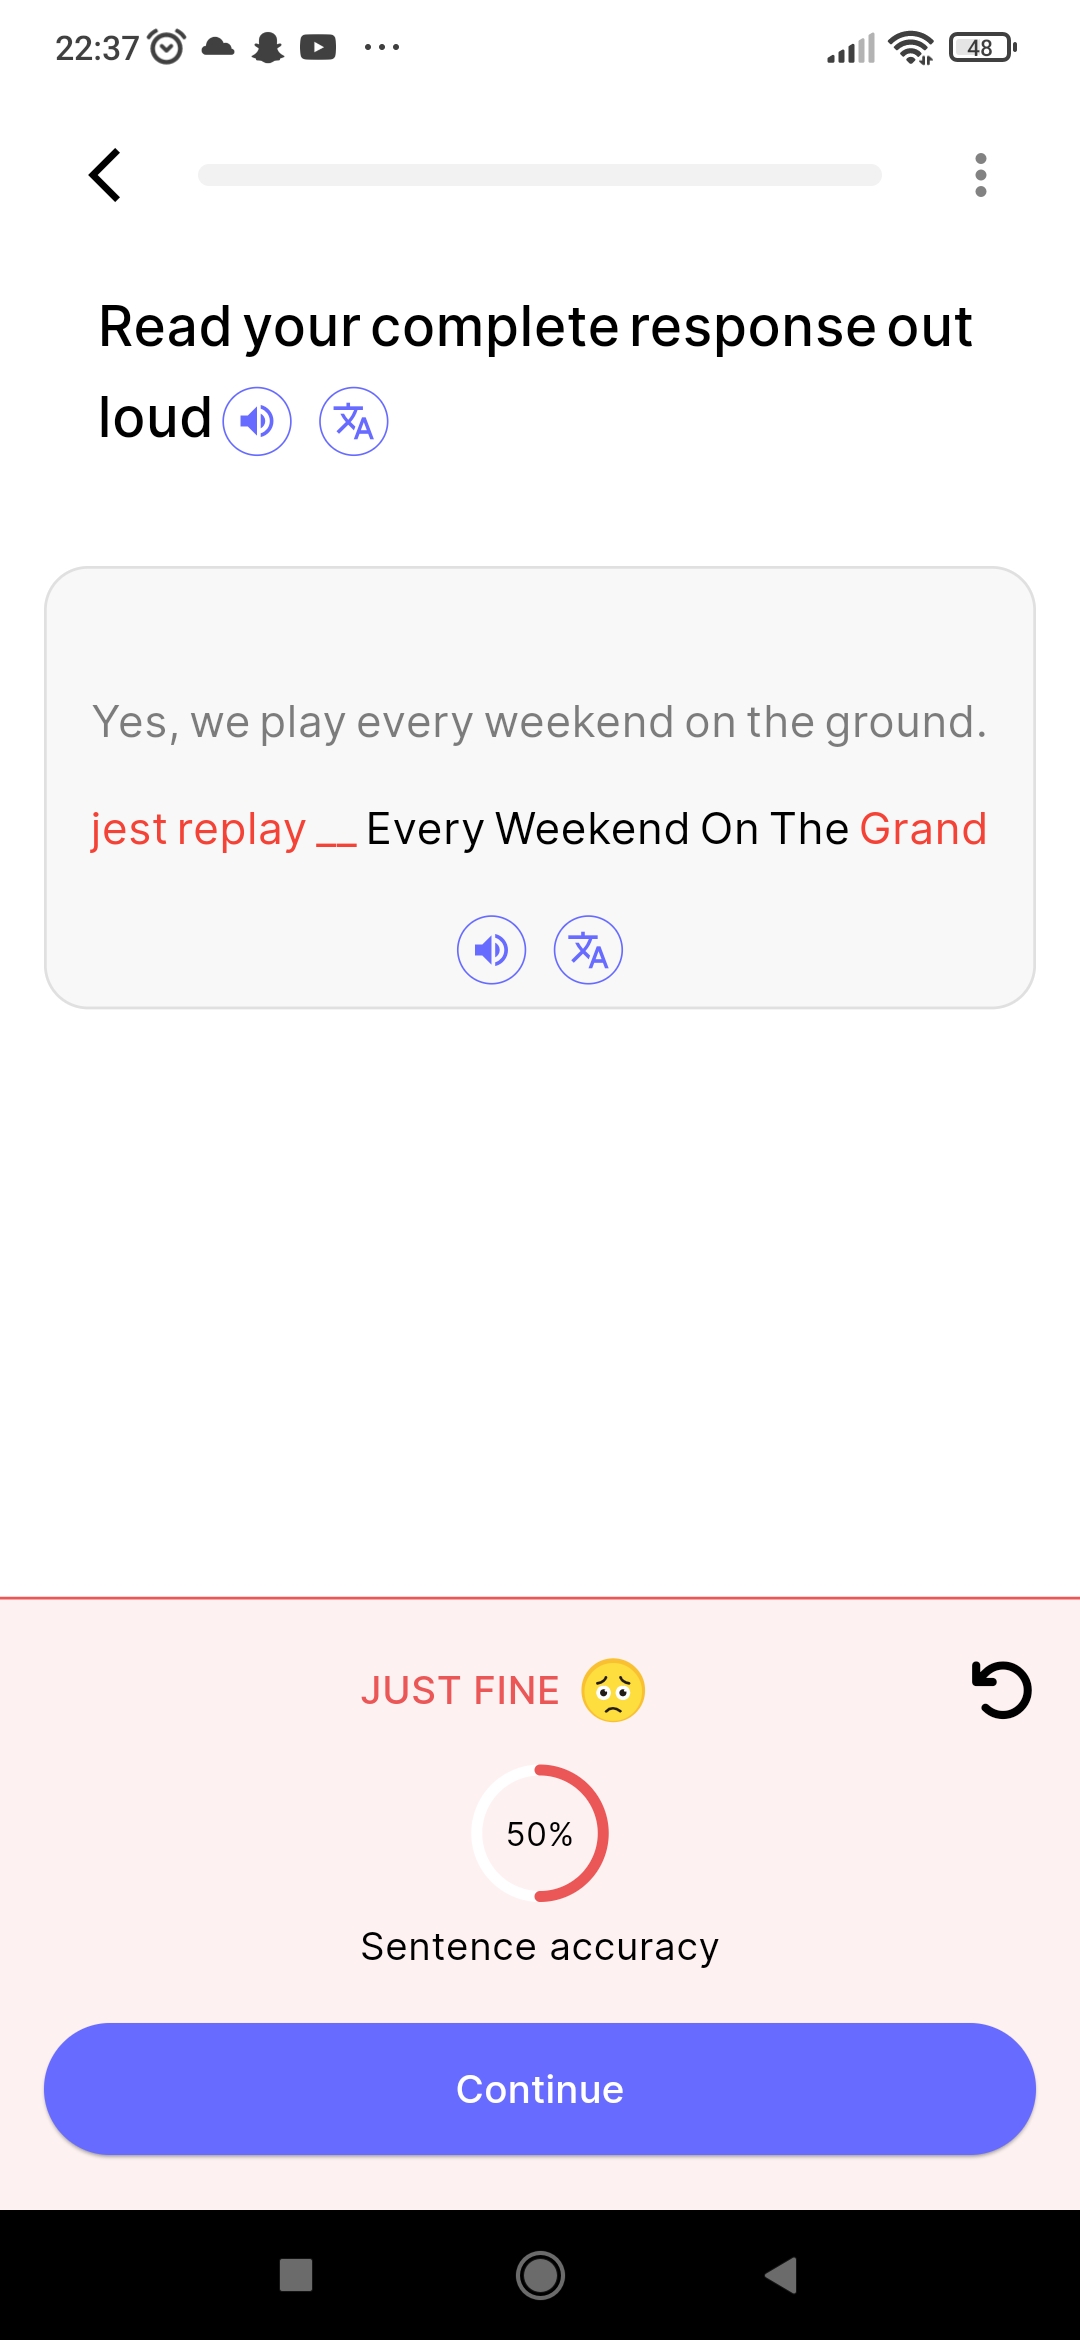 22:37
48
Read your complete response out
loud
Yes, we play every weekend on the ground.
jest replay __ Every Weekend On The Grand
JUST FINE
50%
Sentence accuracy
Continue